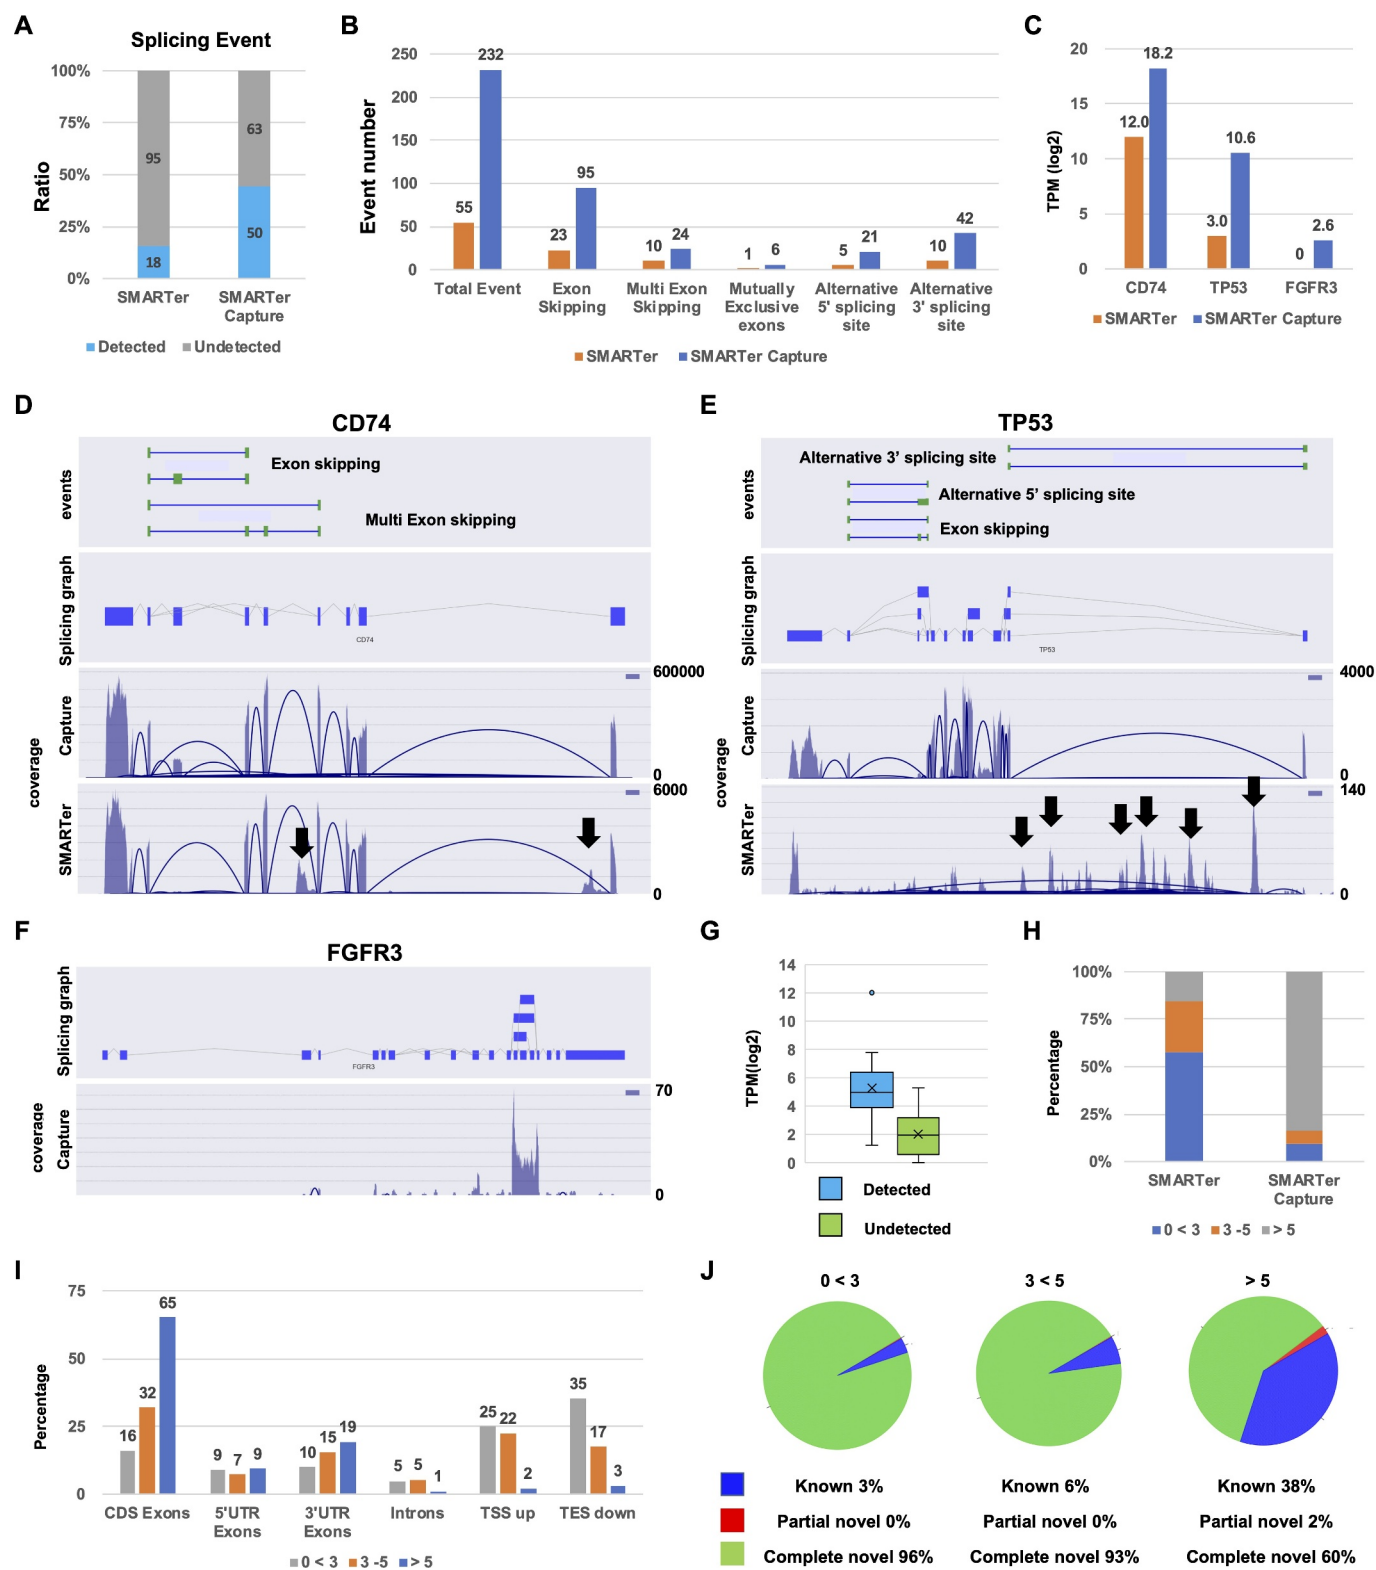 A
Splicing Event
100%
75%
50%
25%
0%
Ratio
95
18
63
50
SMARTer
SMARTer
Capture
Detected
Undetected
B
Event number
250
200
150
100
50
0
55
232
23
95
10
24
1
6
5
21
10
42
Total Event
Exon
Skipping
Multi Exon
Skipping
Mutually
Exclusive
exons
Alternative
5' splicing
site
Alternative
3' splicing
site
SMARTer
SMARTer Capture
C
TPM (log2)
20
15
10
5
0
12.0
18.2
3.0
10.6
0
2.6
CD74
TP53
FGFR3
SMARTer
SMARTer Capture
D
CD74
events
Exon skipping
Multi Exon skipping
Splicing graph
CD74
coverage
Capture
600000
0
SMARTer
6000
0
E
TP53
events
Alternative 3’ splicing site
Alternative 5’ splicing site
Exon skipping
Splicing graph
TP53
coverage
Capture
4000
0
SMARTer
140
0
F
FGFR3
Splicing graph
FGFR3
coverage
Capture
70
0
G
TPM(log2)
14
12
10
8
6
4
2
0
Detected
Undetected
H
Percentage
100%
75%
50%
25%
0%
SMARTer
SMARTer
Capture
0 < 3
3 -5
> 5
I
Percentage
75
50
25
0
16
32
65
9
7
9
10
15
19
5
5
1
25
22
2
35
17
3
CDS Exons
5'UTR
Exons
3'UTR
Exons
Introns
TSS up
TES down
0 < 3
3 -5
> 5
J
0 < 3
3 < 5
> 5
Known 3%
Known 6%
Known 38%
Partial novel 0%
Partial novel 0%
Partial novel 2%
Complete novel 96%
Complete novel 93%
Complete novel 60%